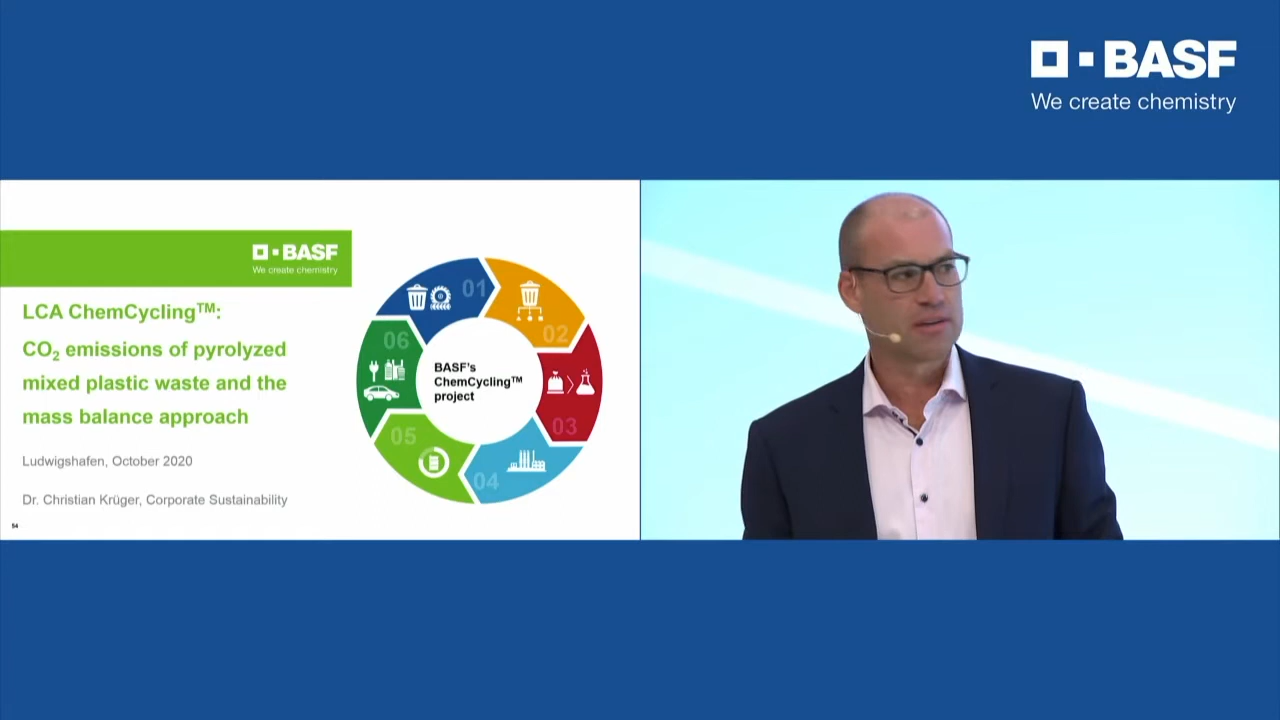 BASF
We create chemistry
BASF
We create chemistry
LCA ChemCycling™:
CO₂ emissions of pyrolyzed
mixed plastic waste and the
mass balance approach
Ludwigshafen, October 2020
Dr. Christian Krüger, Corporate Sustainability
54
01
02
03
04
05
06
BASF's
ChemCycling™
project